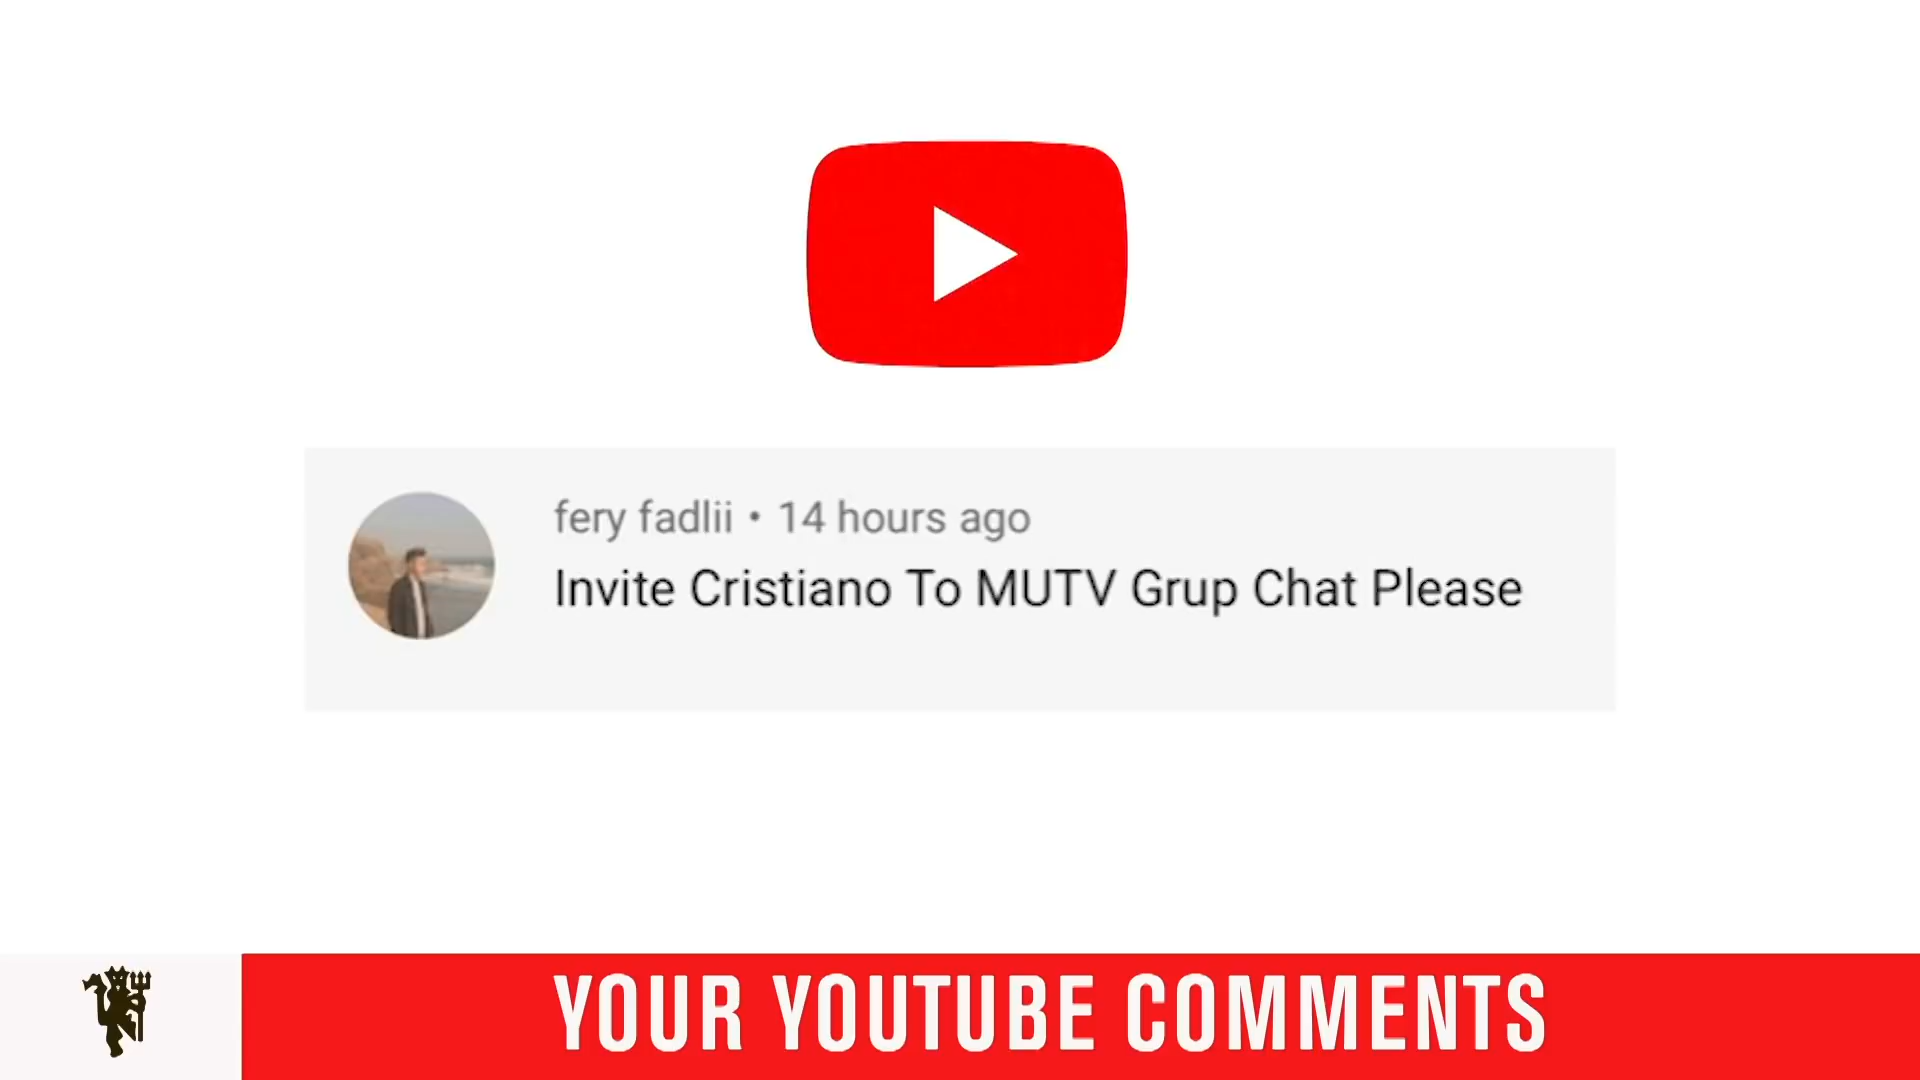 fery fadlii • 14 hours ago
Invite Cristiano To MUTV Grup Chat Please
YOUR YOUTUBE COMMENTS